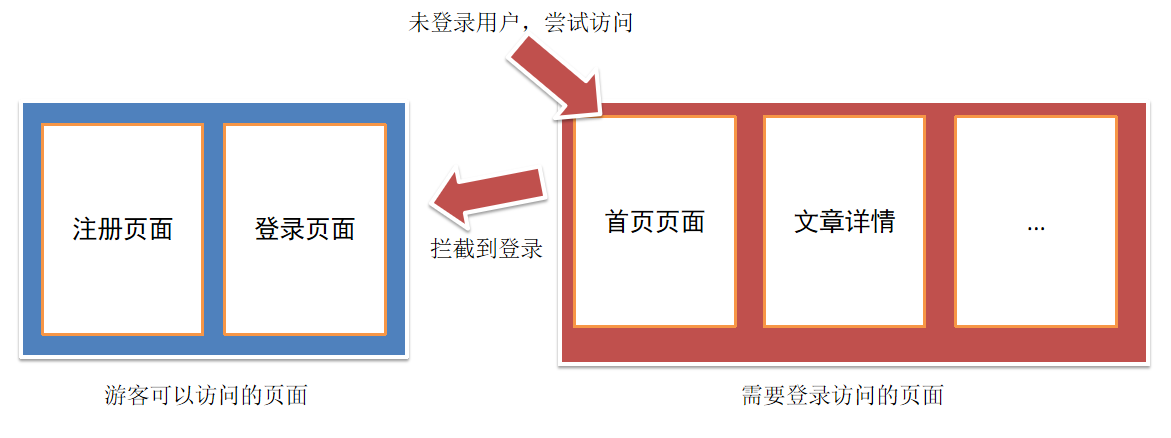 未登录用户，尝试访问
注册页面
登录页面
拦截到登录
首页页面
文章详情
...
游客可以访问的页面
需要登录访问的页面